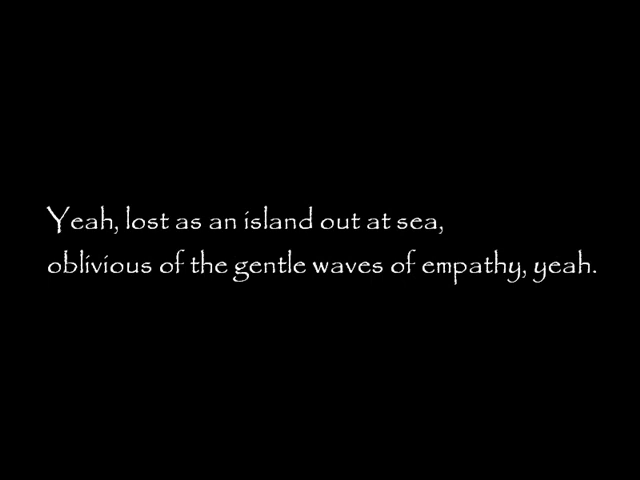 Yeah, lost as an island out at sea,
oblivious of the gentle waves of empathy, yeah.